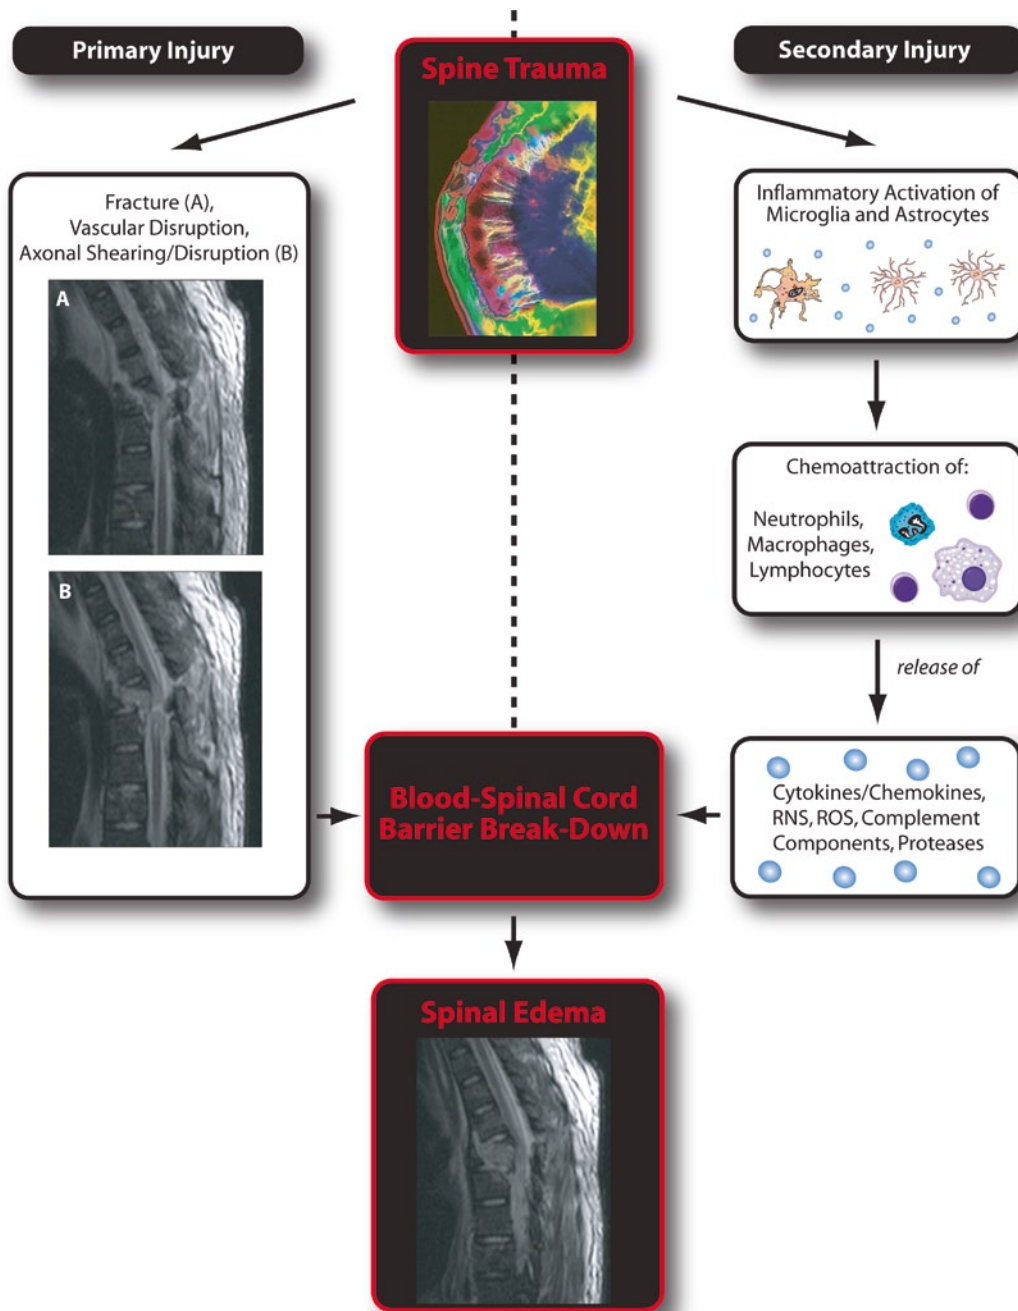 Primary Injury
Spine Trauma
Secondary Injury
Fracture (A),
Vascular Disruption,
Axonal Shearing/Disruption (B)
A
B
Inflammatory Activation of
Microglia and Astrocytes
Chemoattraction of:
Neutrophils,
Macrophages,
Lymphocytes
release of
Cytokines/Chemokines,
RNS, ROS, Complement
Components, Proteases
Blood-Spinal Cord
Barrier Break-Down
Spinal Edema